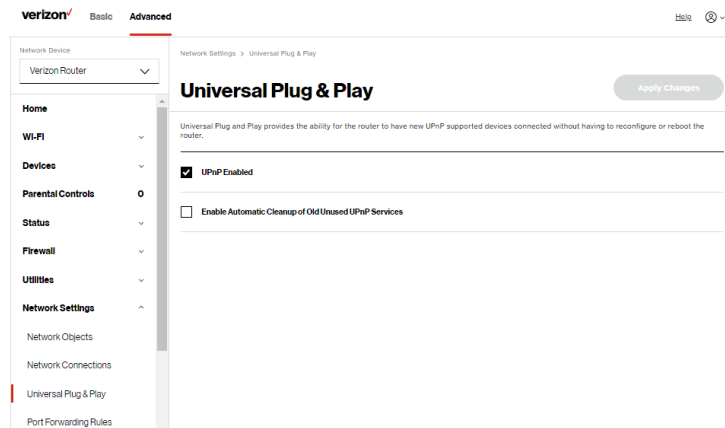 verizon✓ Basic Advanced Help
Network Device
Verizon Router
Home
Wi-Fi
Devices
Parental Controls 0
Status
Firewall
Utilities
Network Settings
Network Objects
Network Connections
Universal Plug & Play
Port Forwarding Rules
Network Settings > Universal Plug & Play
Universal Plug & Play
Apply Changes
Universal Plug and Play provides the ability for the router to have new UPnP supported devices connected without having to reconfigure or reboot the
router.
UPnP Enabled
Enable Automatic Cleanup of Old Unused UPnP Services